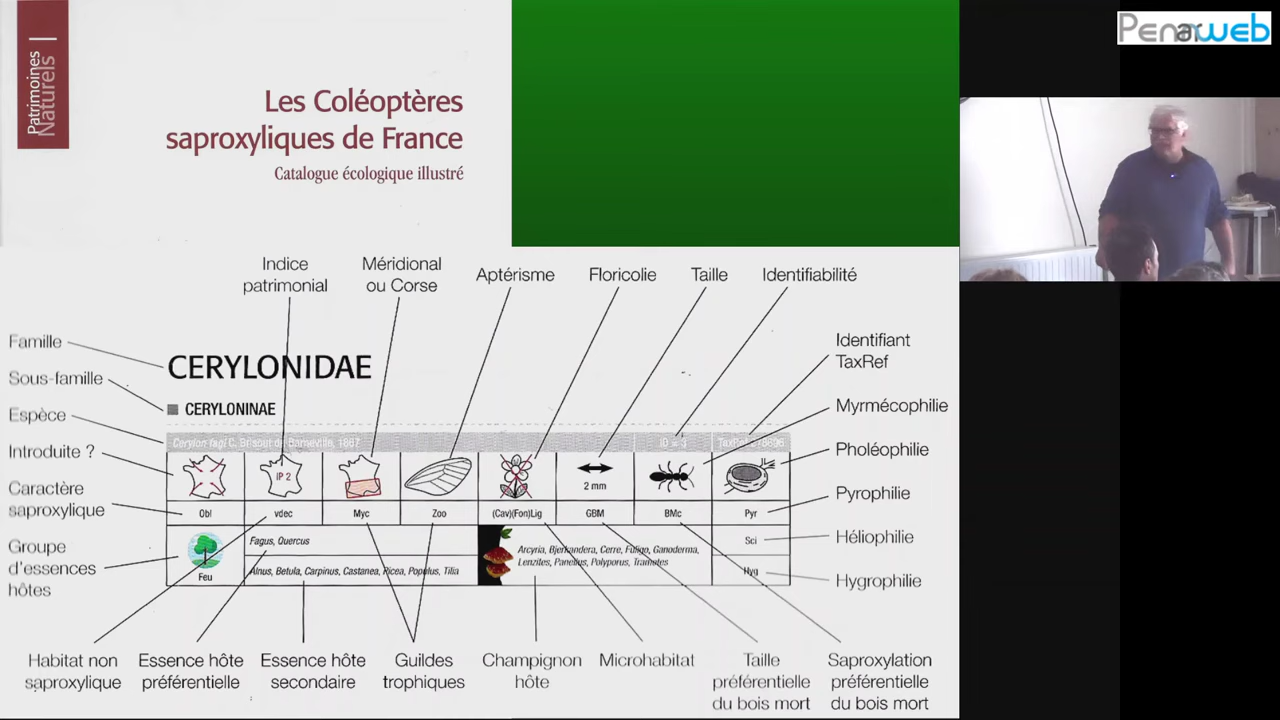 Patrimoines
Naturels
Les Coléoptères
saproxyliques de France
Catalogue écologique illustré
Penarweb
Indice
patrimonial
Méridional
ou Corse
Aptérisme
Floricolie
Taille
Identifiabilité
Famille
Sous-famille
Espèce
Introduite ?
Caractère
saproxylique
Groupe
d'essences
hôtes
CERYLONIDAE
CERYLONINAE
Cerylon fagi C. Brisout de Barneville, 1867
ID = 3
IP 2
2 mm
Obl
vdec
Myc
Zoo
(Cav)(Fon)Lig
GBM
BMc
Pyr
Feu
Fagus, Quercus
Alnus, Betula, Carpinus, Castanea, Picea, Populus, Tilia
Arcyria, Bjerkandera, Cerre, Fuligo, Ganoderma,
Lenzites, Panellus, Polyporus, Trametes
Sci
Hyg
Identifiant
TaxRef
Myrmécophilie
Pholéophilie
Pyrophilie
Héliophilie
Hygrophilie
Habitat non
saproxylique
Essence hôte
préférentielle
Essence hôte
secondaire
Guildes
trophiques
Champignon
hôte
Microhabitat
Taille
préférentielle
du bois mort
Saproxylation
préférentielle
du bois mort